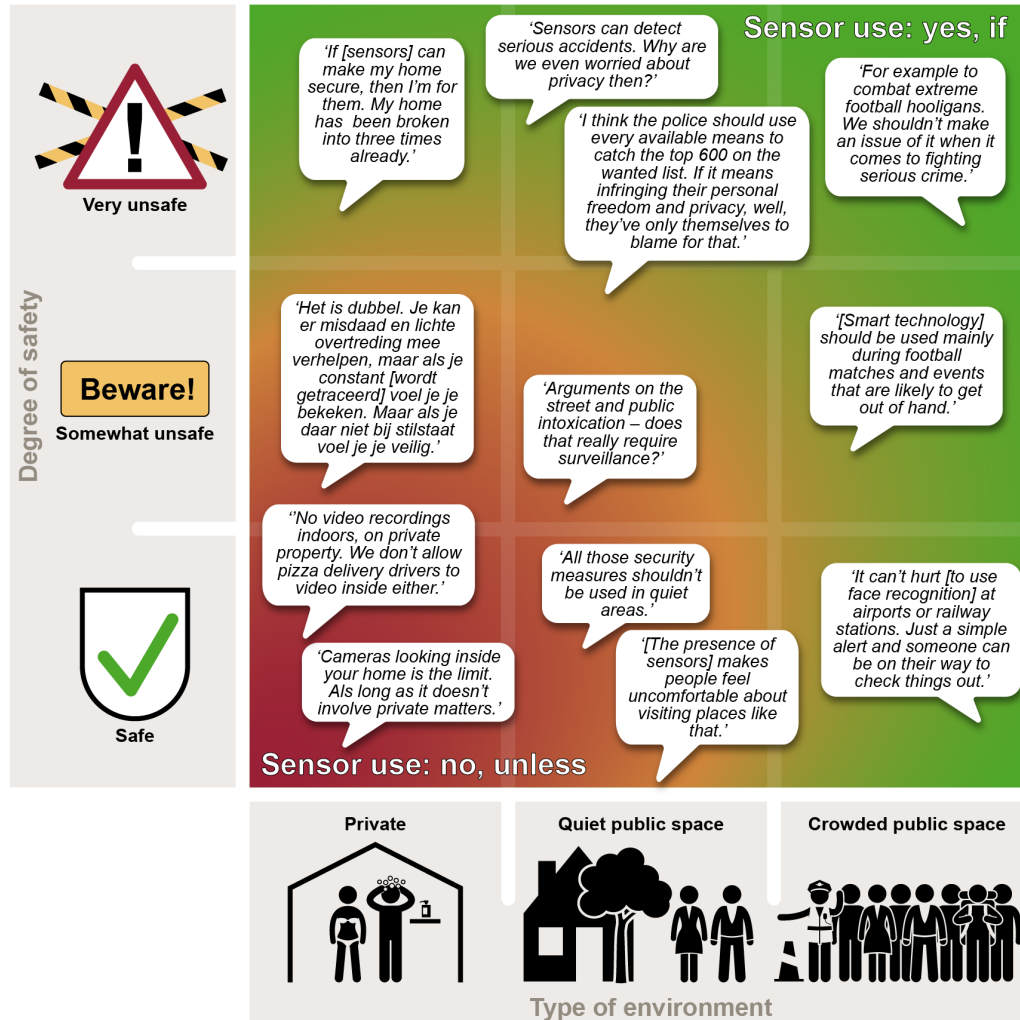 Sensor use: yes, if
‘If [sensors] can
make my home
secure, then I’m for
them. My home
has been broken
into three times
already.’
‘Sensors can detect
serious accidents. Why are
we even worried about
privacy then?’
‘I think the police should use
every available means to
catch the top 600 on the
wanted list. If it means
infringing their personal
freedom and privacy, well,
they’ve only themselves to
blame for that.’
‘For example to
combat extreme
football hooligans.
We shouldn’t make
an issue of it when it
comes to fighting
serious crime.’
Very unsafe
Degree of safety
Beware!
Somewhat unsafe
‘Het is dubbel. Je kan
er misdaad en lichte
overtreding mee
verhelpen, maar als je
constant [wordt
getraceerd] voel je je
bekeken. Maar als je
daar niet bij stilstaat
voel je je veilig.’
‘Arguments on the
street and public
intoxication – does
that really require
surveillance?’
‘[Smart technology]
should be used mainly
during football
matches and events
that are likely to get
out of hand.’
Safe
‘’No video recordings
indoors, on private
property. We don’t allow
pizza delivery drivers to
video inside either.’
‘Cameras looking inside
your home is the limit.
Als long as it doesn’t
involve private matters.’
‘All those security
measures shouldn’t
be used in quiet
areas.’
‘[The presence of
sensors] makes
people feel
uncomfortable about
visiting places like
that.’
‘It can’t hurt [to use
face recognition] at
airports or railway
stations. Just a simple
alert and someone can
be on their way to
check things out.’
Sensor use: no, unless
Private
Quiet public space
Crowded public space
Type of environment